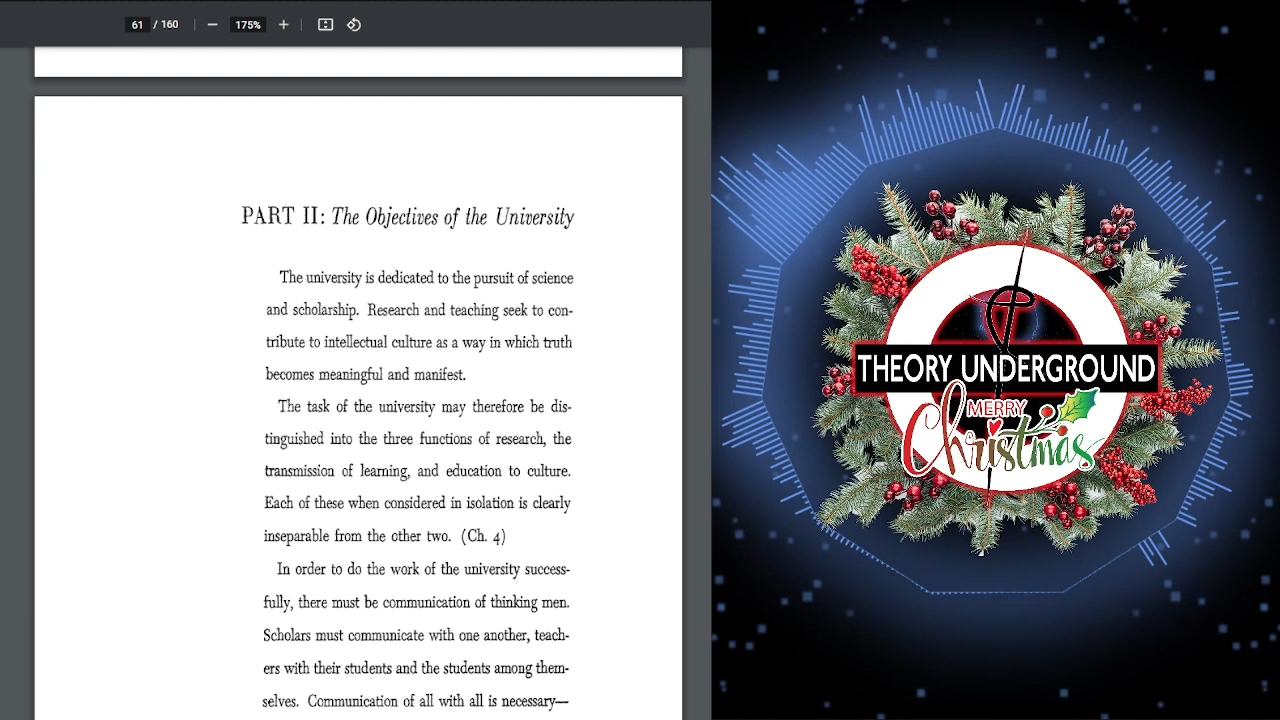 61 / 160 − 175% +
PART II: The Objectives of the University
The university is dedicated to the pursuit of science
and scholarship. Research and teaching seek to con-
tribute to intellectual culture as a way in which truth
becomes meaningful and manifest.
The task of the university may therefore be dis-
tinguished into the three functions of research, the
transmission of learning, and education to culture.
Each of these when considered in isolation is clearly
inseparable from the other two. (Ch. 4)
In order to do the work of the university success-
fully, there must be communication of thinking men.
Scholars must communicate with one another, teach-
ers with their students and the students among them-
selves. Communication of all with all is necessary—
THEORY UNDERGROUND
MERRY
Christmas